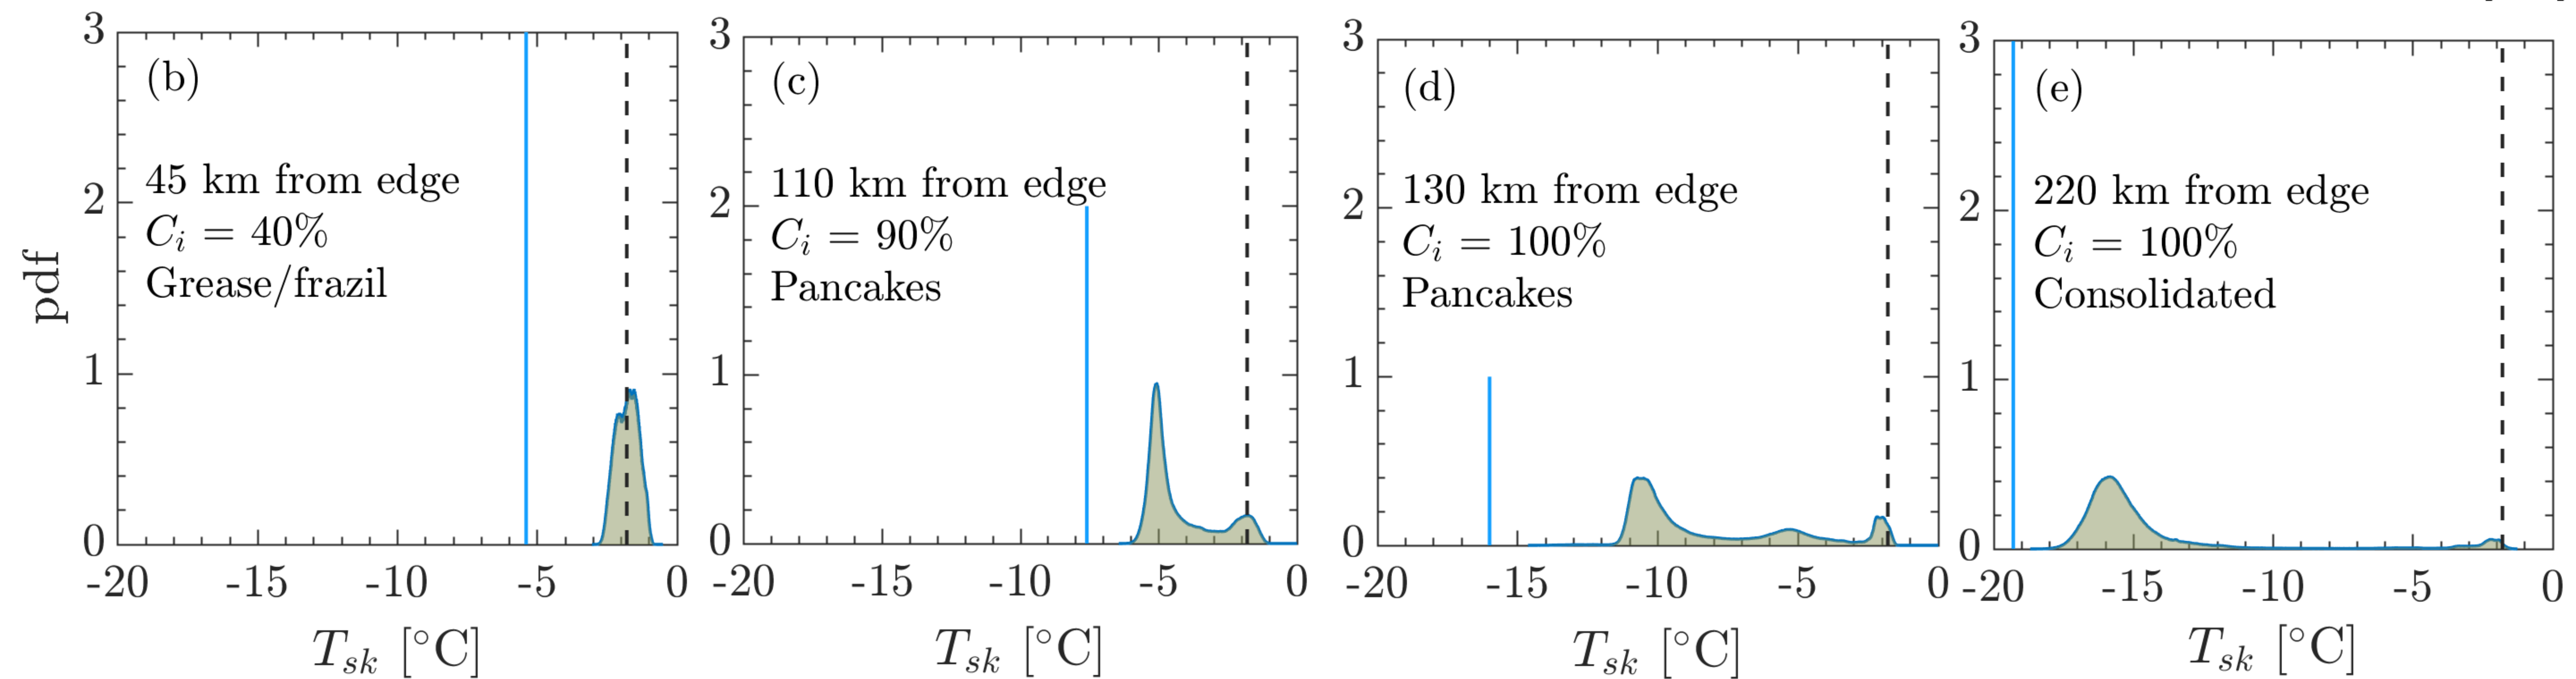 pdf
3
2
1
0
(b)
45 km from edge
C_i = 40%
Grease/frazil
-20 -15 -10 -5 0
T_sk [°C]
3
2
1
0
(c)
110 km from edge
C_i = 90%
Pancakes
-20 -15 -10 -5 0
T_sk [°C]
3
2
1
0
(d)
130 km from edge
C_i = 100%
Pancakes
-20 -15 -10 -5 0
T_sk [°C]
3
2
1
0
(e)
220 km from edge
C_i = 100%
Consolidated
-20 -15 -10 -5 0
T_sk [°C]